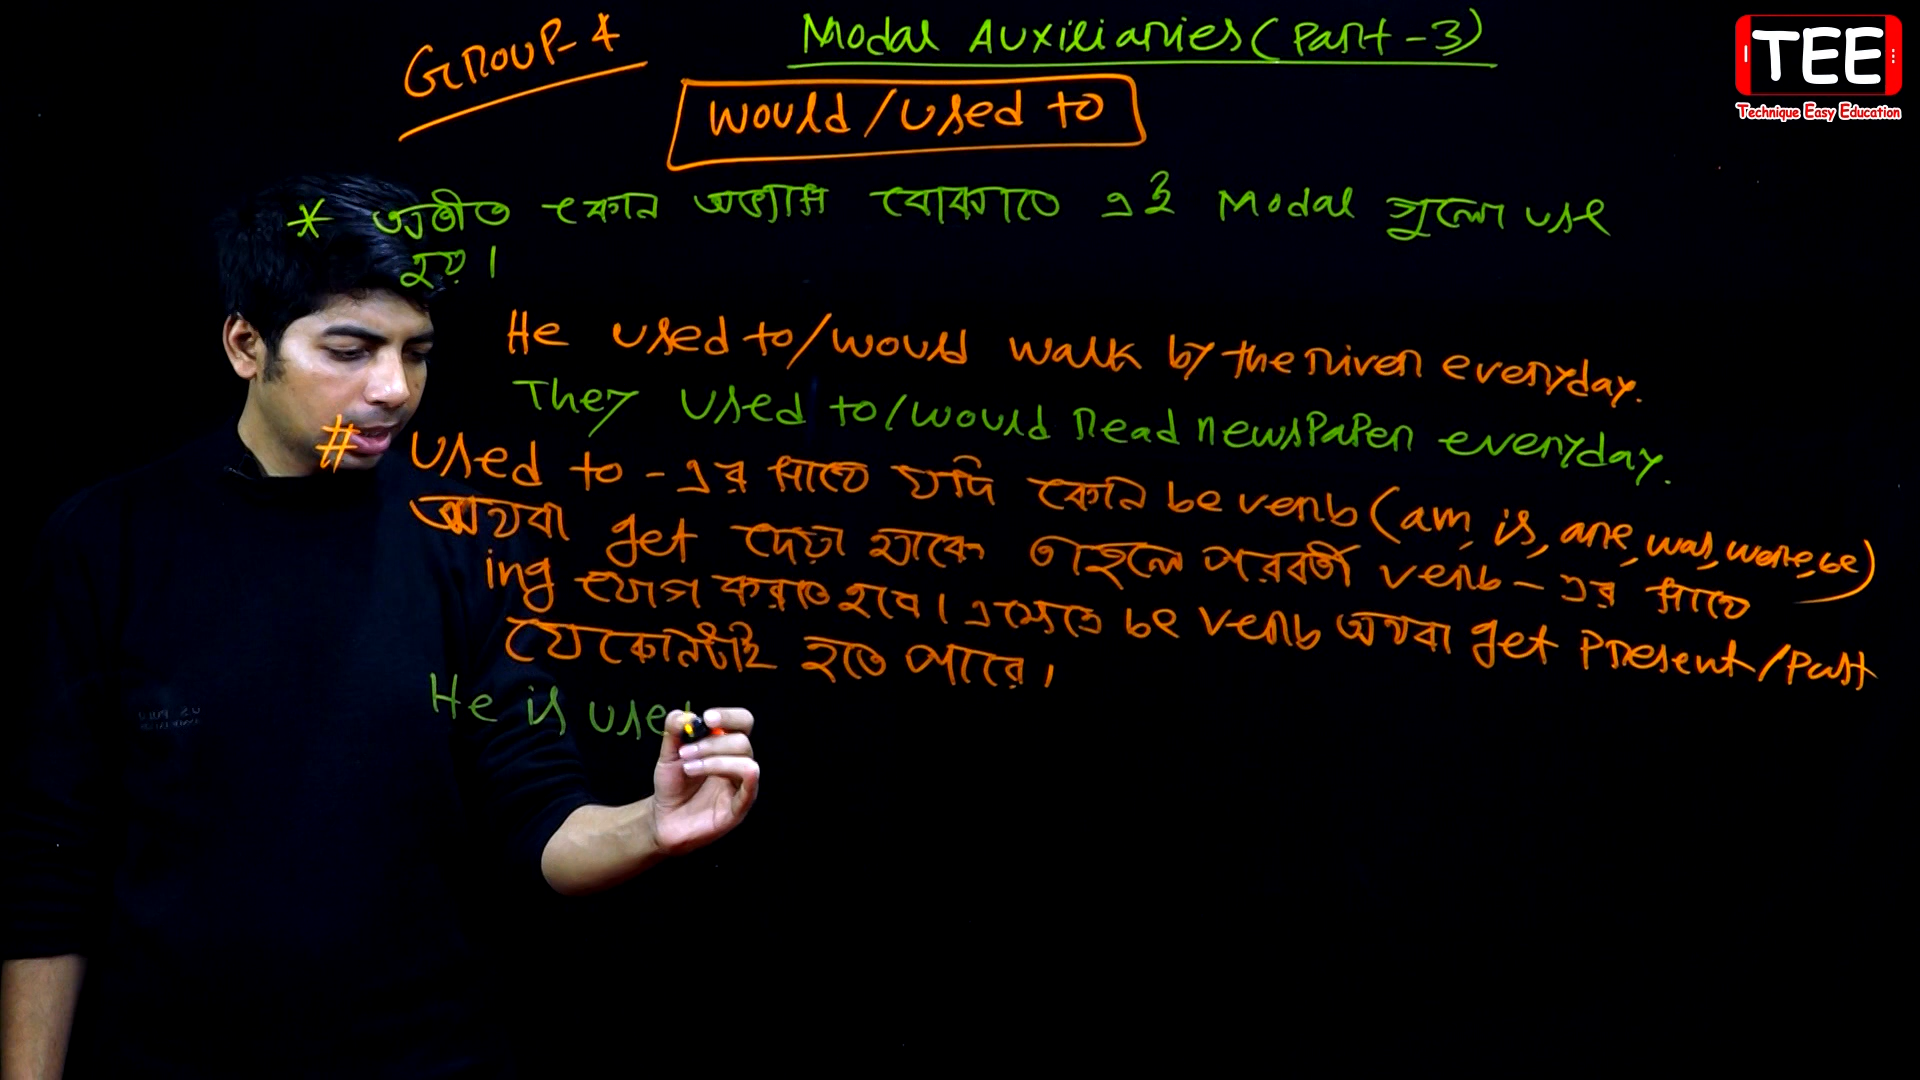 GROUP-4
Modal Auxiliaries (Part-3)
TEE
Technique Easy Education
would/used to
* অতীত কোন অভ্যাস বোঝাতে এই Modal গুলো use
হয়।
He used to/would walk by the river everyday.
They used to/would Read newspaper everyday.
# used to-এর সাথে যদি কোন be verb (am, is, are, was, were, be)
অথবা get দেয়া থাকে তাহলে পরবর্তী verb-এর সাথে
ing যোগ করতে হবে। এক্ষেত্রে be verb অথবা get Present/Past
যেকোনটাই হতে পারে।
He is used